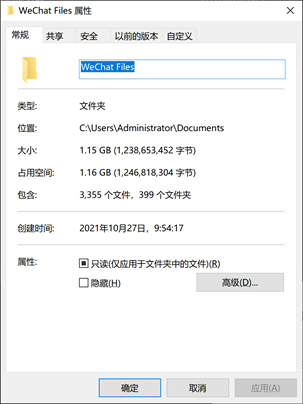 WeChat Files 属性
常规 共享 安全 以前的版本 自定义
WeChat Files
类型: 文件夹
位置: C:\Users\Administrator\Documents
大小: 1.15 GB (1,238,653,452 字节)
占用空间: 1.16 GB (1,246,818,304 字节)
包含: 3,355 个文件，399 个文件夹
创建时间: 2021年10月27日，9:54:17
属性: 只读(仅应用于文件夹中的文件)(R)
隐藏(H) 高级(D)...
确定 取消 应用(A)